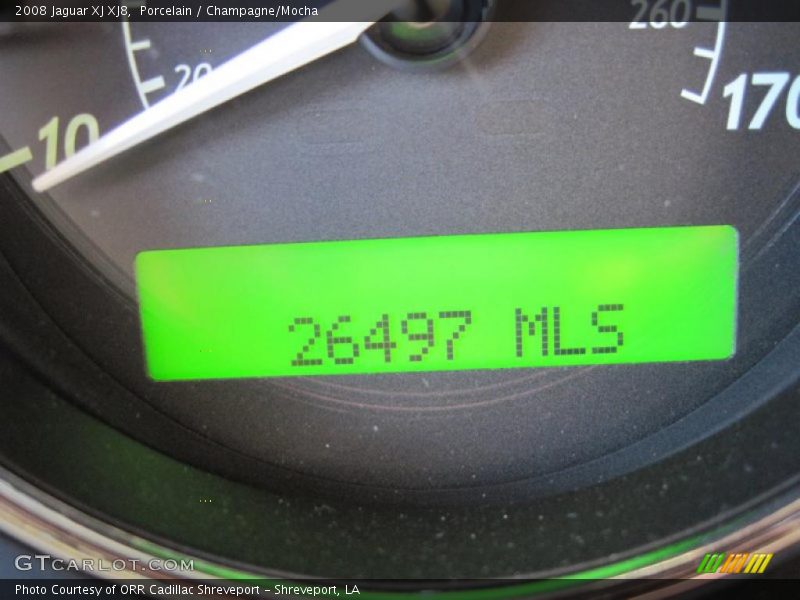 2008 Jaguar XJ XJ8, Porcelain / Champagne/Mocha
260
20
170
10
26497 MLS
GTCARLOT.COM
Photo Courtesy of ORR Cadillac Shreveport - Shreveport, LA